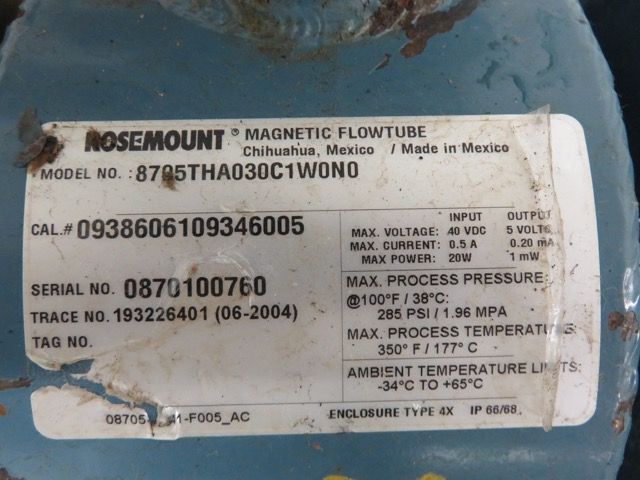 ROSEMOUNT® MAGNETIC FLOWTUBE
Chihuahua, Mexico / Made in Mexico
MODEL NO.: 8705THA030C1W0N0
CAL.# 0938606109346005
SERIAL NO. 0870100760
TRACE NO. 193226401 (06-2004)
TAG NO.
INPUT OUTPUT
MAX. VOLTAGE: 40 VDC 5 VOLTS
MAX. CURRENT: 0.5 A 0.20 mA
MAX. POWER: 20W 1 mW
MAX. PROCESS PRESSURE:
@100°F / 38°C:
285 PSI / 1.96 MPA
MAX. PROCESS TEMPERATURE:
350° F / 177° C
AMBIENT TEMPERATURE LIMITS:
-34°C TO +65°C
ENCLOSURE TYPE 4X IP 66/68